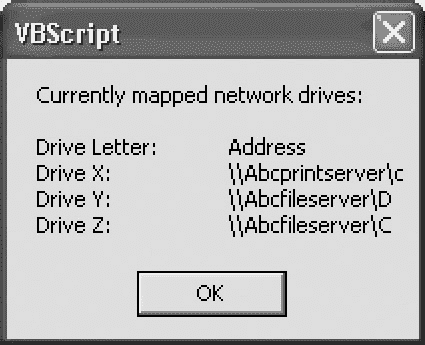 VBScript
Currently mapped network drives:
Drive Letter: Address
Drive X: \\Abcprintserver\c
Drive Y: \\Abcfileserver\D
Drive Z: \\Abcfileserver\C
OK